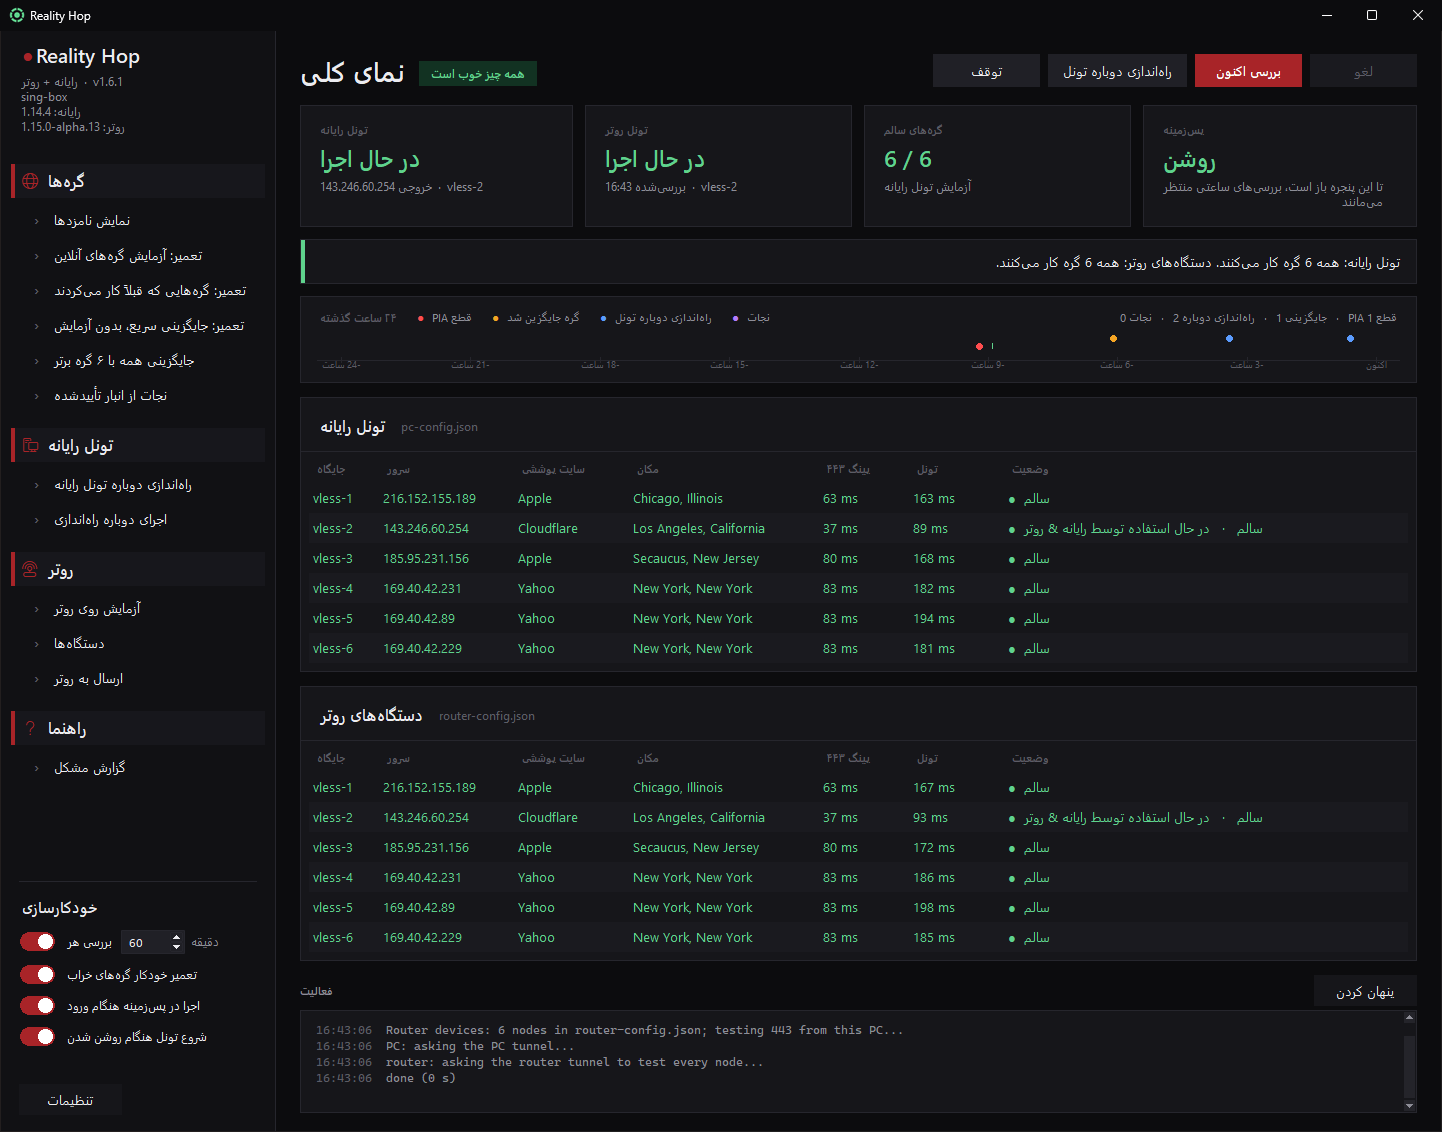 Reality Hop
Reality Hop
رایانه + روتر · v1.6.1
sing-box
رایانه: 1.14.4
روتر: 1.15.0-alpha.13
گره‌ها
› نمایش نامزدها
› تعمیر: آزمایش گره‌های آنلاین
› تعمیر: گره‌هایی که قبلاً کار می‌کردند
› تعمیر: جایگزینی سریع، بدون آزمایش
› جایگزینی همه با ۶ گره برتر
› نجات از انبار تأییدشده
تونل رایانه
› راه‌اندازی دوباره تونل رایانه
› اجرای دوباره راه‌اندازی
روتر
› آزمایش روی روتر
› دستگاه‌ها
› ارسال به روتر
? راهنما
› گزارش مشکل
خودکارسازی
بررسی هر 60 دقیقه
تعمیر خودکار گره‌های خراب
اجرا در پس‌زمینه هنگام ورود
شروع تونل هنگام روشن شدن
تنظیمات
نمای کلی
همه چیز خوب است
توقف
راه‌اندازی دوباره تونل
بررسی اکنون
لغو
تونل رایانه
در حال اجرا
vless-2 · خروجی 143.246.60.254
تونل روتر
در حال اجرا
vless-2 · بررسی‌شده 16:43
گره‌های سالم
6 / 6
آزمایش تونل رایانه
پس‌زمینه
روشن
تا این پنجره باز است، بررسی‌های ساعتی منتظر
می‌مانند
تونل رایانه: همه 6 گره کار می‌کنند. دستگاه‌های روتر: همه 6 گره کار می‌کنند.
۲۴ ساعت گذشته
قطع PIA
گره جایگزین شد
راه‌اندازی دوباره تونل
نجات
قطع PIA 1 · جایگزینی 1 · راه‌اندازی دوباره 2 · نجات 0
-24 ساعت
-21 ساعت
-18 ساعت
-15 ساعت
-12 ساعت
-9 ساعت
-6 ساعت
-3 ساعت
اکنون
تونل رایانه pc-config.json
جایگاه سرور سایت پوششی مکان پینگ ۴۴۳ تونل وضعیت
vless-1 216.152.155.189 Apple Chicago, Illinois 63 ms 163 ms ● سالم
vless-2 143.246.60.254 Cloudflare Los Angeles, California 37 ms 89 ms ● سالم · در حال استفاده توسط رایانه & روتر
vless-3 185.95.231.156 Apple Secaucus, New Jersey 80 ms 168 ms ● سالم
vless-4 169.40.42.231 Yahoo New York, New York 83 ms 182 ms ● سالم
vless-5 169.40.42.89 Yahoo New York, New York 83 ms 194 ms ● سالم
vless-6 169.40.42.229 Yahoo New York, New York 83 ms 181 ms ● سالم
دستگاه‌های روتر router-config.json
جایگاه سرور سایت پوششی مکان پینگ ۴۴۳ تونل وضعیت
vless-1 216.152.155.189 Apple Chicago, Illinois 63 ms 167 ms ● سالم
vless-2 143.246.60.254 Cloudflare Los Angeles, California 37 ms 93 ms ● سالم · در حال استفاده توسط رایانه & روتر
vless-3 185.95.231.156 Apple Secaucus, New Jersey 80 ms 172 ms ● سالم
vless-4 169.40.42.231 Yahoo New York, New York 83 ms 186 ms ● سالم
vless-5 169.40.42.89 Yahoo New York, New York 83 ms 198 ms ● سالم
vless-6 169.40.42.229 Yahoo New York, New York 83 ms 185 ms ● سالم
فعالیت
پنهان کردن
16:43:06 Router devices: 6 nodes in router-config.json; testing 443 from this PC...
16:43:06 PC: asking the PC tunnel...
16:43:06 router: asking the router tunnel to test every node...
16:43:06 done (0 s)